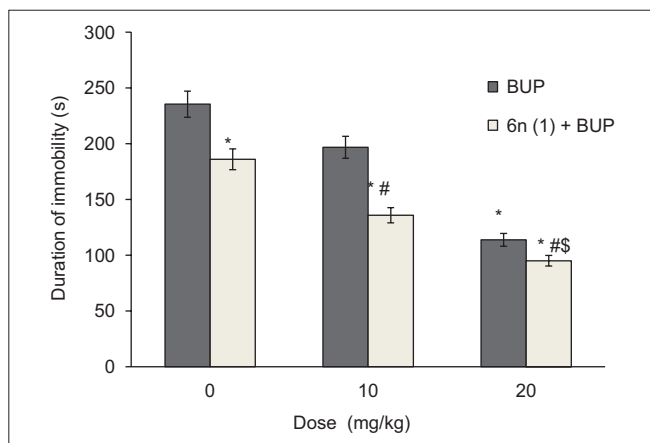 300
250
200
150
100
50
0
Duration of immobility (s)
BUP
6n (1) + BUP
*
* #
*
* #$
0 10 20
Dose (mg/kg)